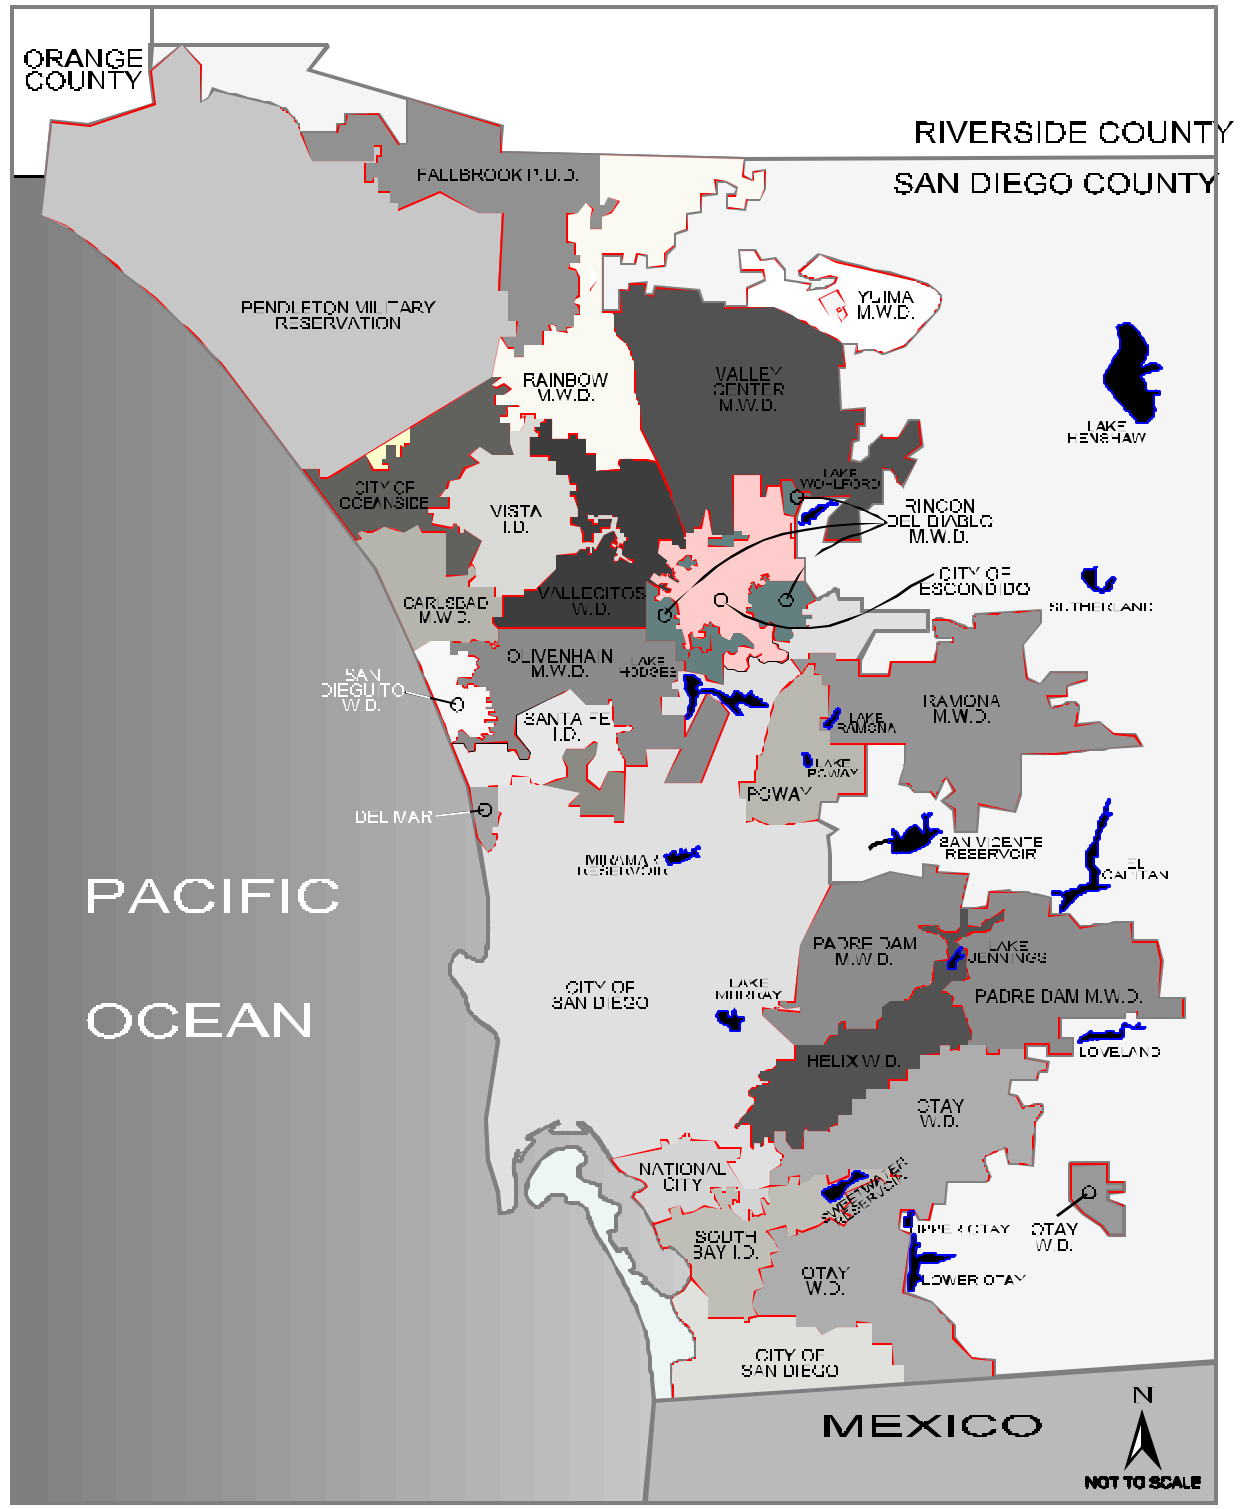 ORANGE
COUNTY
RIVERSIDE COUNTY
SAN DIEGO COUNTY
FALLBROOK P.U.D.
PENDLETON MILITARY
RESERVATION
YUIMA
M.W.D.
RAINBOW
M.W.D.
VALLEY
CENTER
M.W.D.
LAKE
HENSHAW
LAKE
WOHLFORD
CITY OF
OCEANSIDE
VISTA
I.D.
RINCON
DEL DIABLO
M.W.D.
CITY OF
ESCONDIDO
SUTHERLAND
VALLECITOS
W.D.
CARLSBAD
M.W.D.
OLIVENHAIN
M.W.D.
LAKE
HODGES
SAN
DIEGUITO
W.D.
SANTA FE
I.D.
RAMONA
M.W.D.
LAKE
RAMONA
LAKE
POWAY
POWAY
DEL MAR
MIRAMAR
RESERVOIR
SAN VICENTE
RESERVOIR
EL
CAPITAN
PACIFIC
OCEAN
PADRE DAM
M.W.D.
LAKE
JENNINGS
CITY OF
SAN DIEGO
LAKE
MURRAY
PADRE DAM M.W.D.
HELIX W.D.
LOVELAND
OTAY
W.D.
NATIONAL
CITY
SWEETWATER
RESERVOIR
SOUTH
BAY I.D.
UPPER OTAY
OTAY
W.D.
OTAY
W.D.
LOWER OTAY
CITY OF
SAN DIEGO
MEXICO
N
NOT TO SCALE